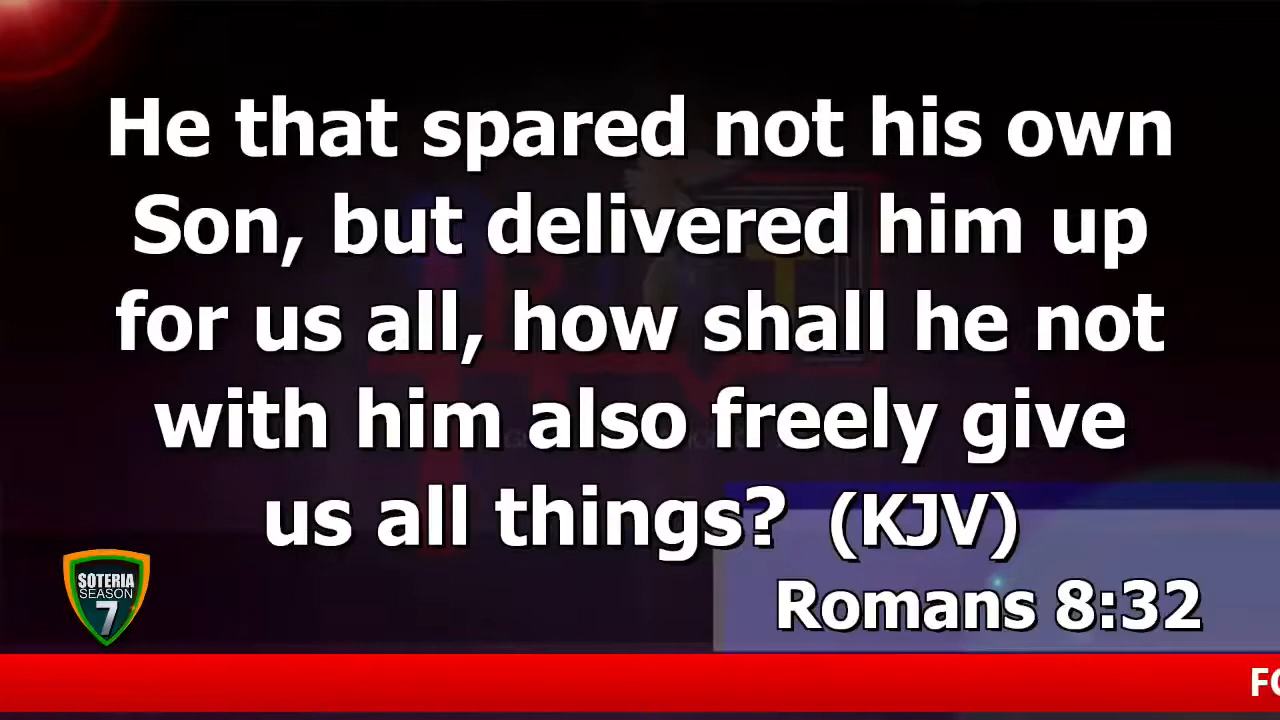 He that spared not his own
Son, but delivered him up
for us all, how shall he not
with him also freely give
us all things? (KJV)
Romans 8:32
SOTERIA
SEASON
7